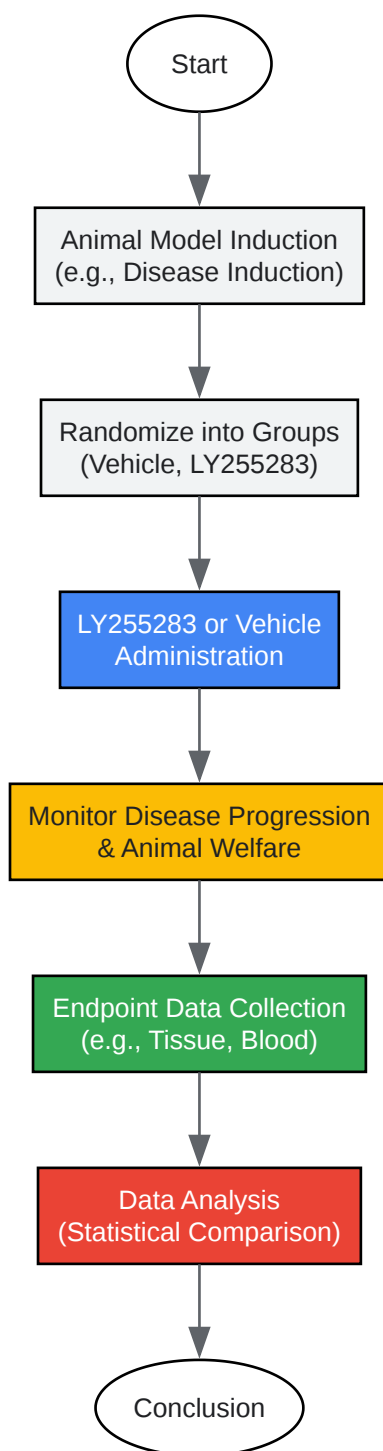 Start
Animal Model Induction
(e.g., Disease Induction)
Randomize into Groups
(Vehicle, LY255283)
LY255283 or Vehicle
Administration
Monitor Disease Progression
& Animal Welfare
Endpoint Data Collection
(e.g., Tissue, Blood)
Data Analysis
(Statistical Comparison)
Conclusion